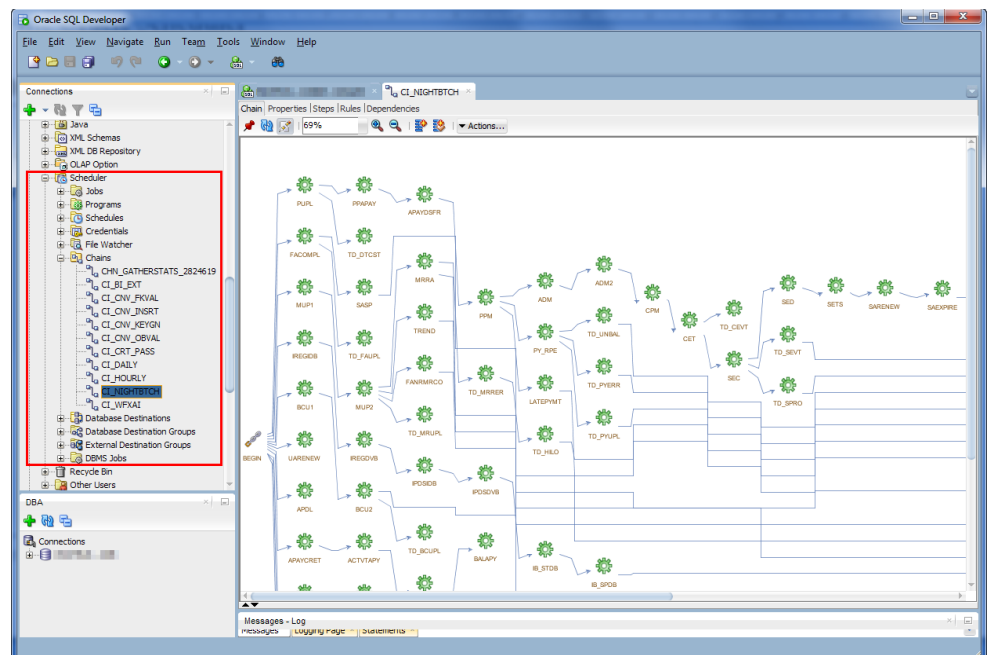 Oracle SQL Developer
File Edit View Navigate Run Team Tools Window Help
Connections
CI_NIGHTBTCH
Chain Properties Steps Rules Dependencies
69% Actions...
Java
XML Schemas
XML DB Repository
OLAP Option
Scheduler
Jobs
Programs
Schedules
Credentials
File Watcher
Chains
CHN_GATHERSTATS_2824619
CI_BI_EXT
CI_CNV_FKVAL
CI_CNV_INSRT
CI_CNV_KEYGN
CI_CNV_OBVAL
CI_CRT_PASS
CI_DAILY
CI_HOURLY
CI_NIGHTBTCH
CI_WFXAI
Database Destinations
Database Destination Groups
External Destination Groups
DBMS Jobs
Recycle Bin
Other Users
DBA
Connections
PUPL PPAPAY APAYDSFR
FACOMPL TD_DTCST
MUP1 SASP MRRA PPM ADM ADM2 CPM CET TD_CEVT SED SETS SARENEW SAEXPIRE
IREGIDB TD_FAUPL TREND PY_RPE TD_UNBAL SEC TD_SEVT
BCU1 MUP2 FANRMRCO TD_MRRER LATEPYMT TD_PYERR TD_SPRO
BEGIN UARENEW IREGDVB TD_MRUPL TD_HILO TD_PYUPL
APDL BCU2 IPDSIDB IPDSDVB
APAYCRET ACTVTAPY TD_BCUPL BALAPY IB_STDB IB_SPDB
Messages - Log
Messages Logging Page Statements